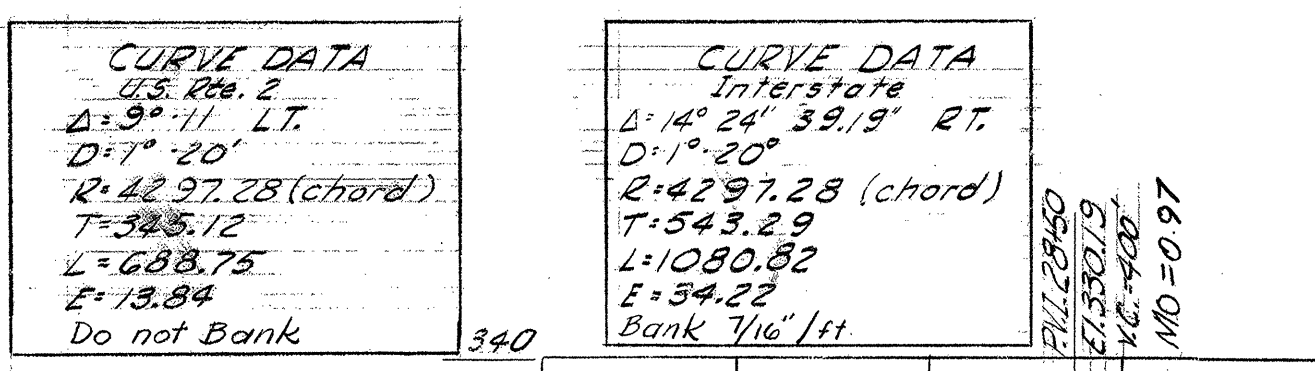 CURVE DATA
U.S. Rte. 2
Δ=9°-11 LT.
D=1°-20'
R=4297.28 (chord)
T=345.12
L=688.75
E=13.84
Do not Bank
340
CURVE DATA
Interstate
Δ=14° 24" 39.19" RT.
D=1°-20°
R=4297.28 (chord)
T=543.29
L=1080.82
E=34.22
Bank 7/16"/ft.
P.V.I. 28+50
El. 330.19
V.C.=400'
M.O=0.97